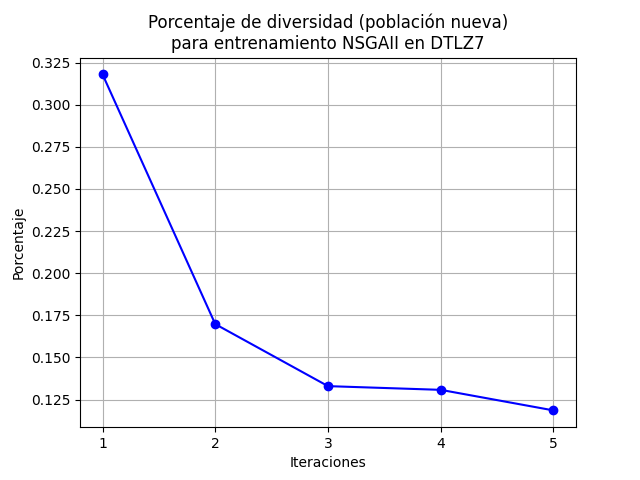 Porcentaje de diversidad (población nueva)
para entrenamiento NSGAII en DTLZ7
0.325
0.300
0.275
0.250
0.225
0.200
0.175
0.150
0.125
Porcentaje
1 2 3 4 5
Iteraciones